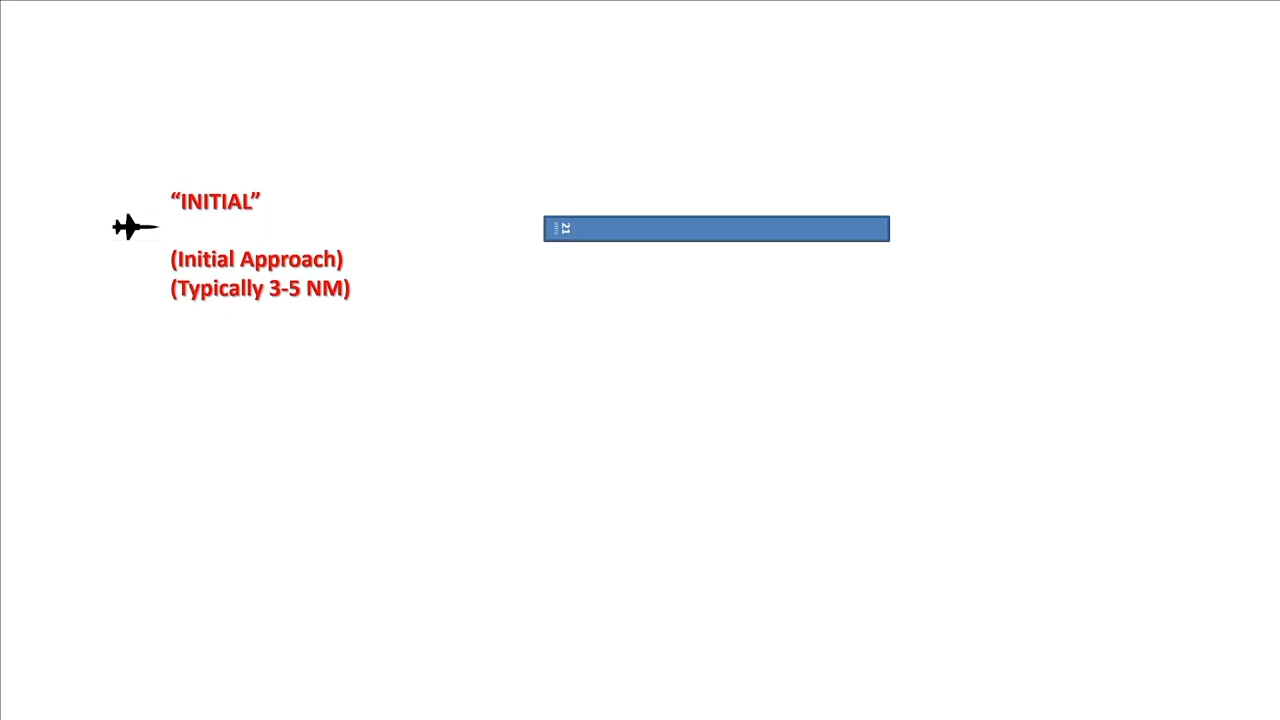 “INITIAL”
(Initial Approach)
(Typically 3-5 NM)
21